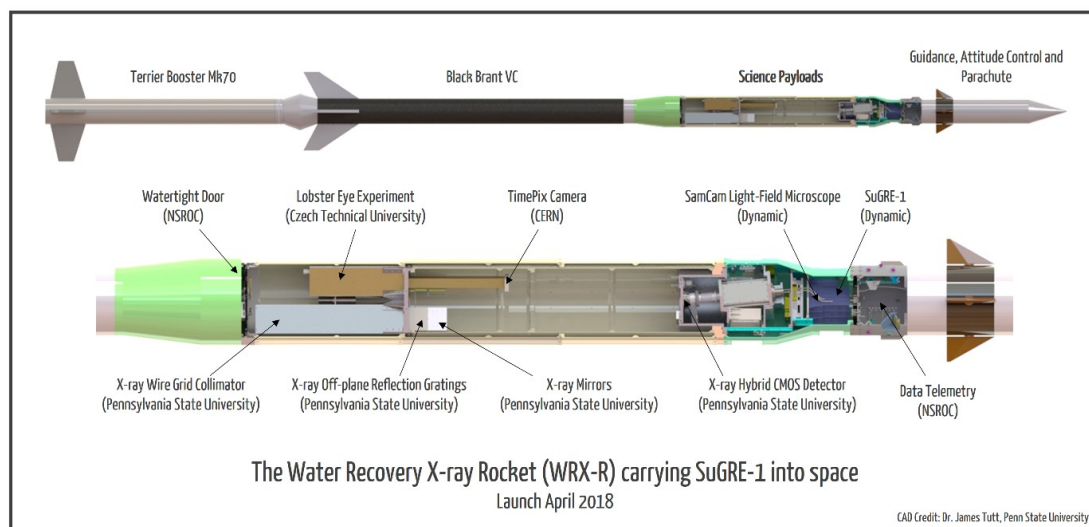 Terrier Booster Mk70
Black Brant VC
Science Payloads
Guidance, Attitude Control and
Parachute
Watertight Door
(NSROC)
Lobster Eye Experiment
(Czech Technical University)
TimePix Camera
(CERN)
SamCam Light-Field Microscope
(Dynamic)
SuGRE-1
(Dynamic)
X-ray Wire Grid Collimator
(Pennsylvania State University)
X-ray Off-plane Reflection Gratings
(Pennsylvania State University)
X-ray Mirrors
(Pennsylvania State University)
X-ray Hybrid CMOS Detector
(Pennsylvania State University)
Data Telemetry
(NSROC)
The Water Recovery X-ray Rocket (WRX-R) carrying SuGRE-1 into space
Launch April 2018
CAD Credit: Dr. James Tutt, Penn State University